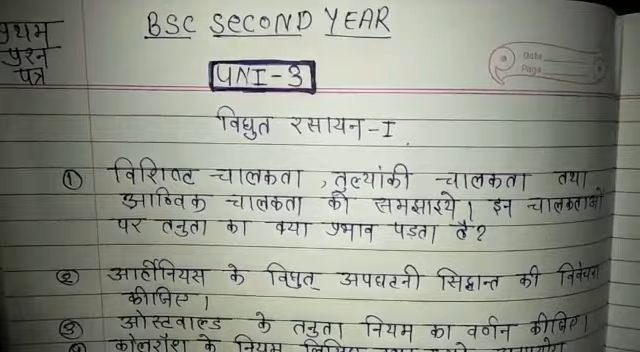 BSC SECOND YEAR
प्रथम
प्रश्न
पत्र
UNI-3
Date
Page
विद्युत रसायन-I
① विशिष्ट चालकता, तुल्यांकी चालकता तथा
आण्विक चालकता को समझाइये। इन चालकताओं
पर तनुता का क्या प्रभाव पड़ता है?
② आर्हीनियस के विधुत् अपघटनी सिद्वान्त की विवेचना
कीजिए।
③ ओस्टवाल्ड के तनुता नियम का वर्णन कीजिए।
कोलराॅश के नियम